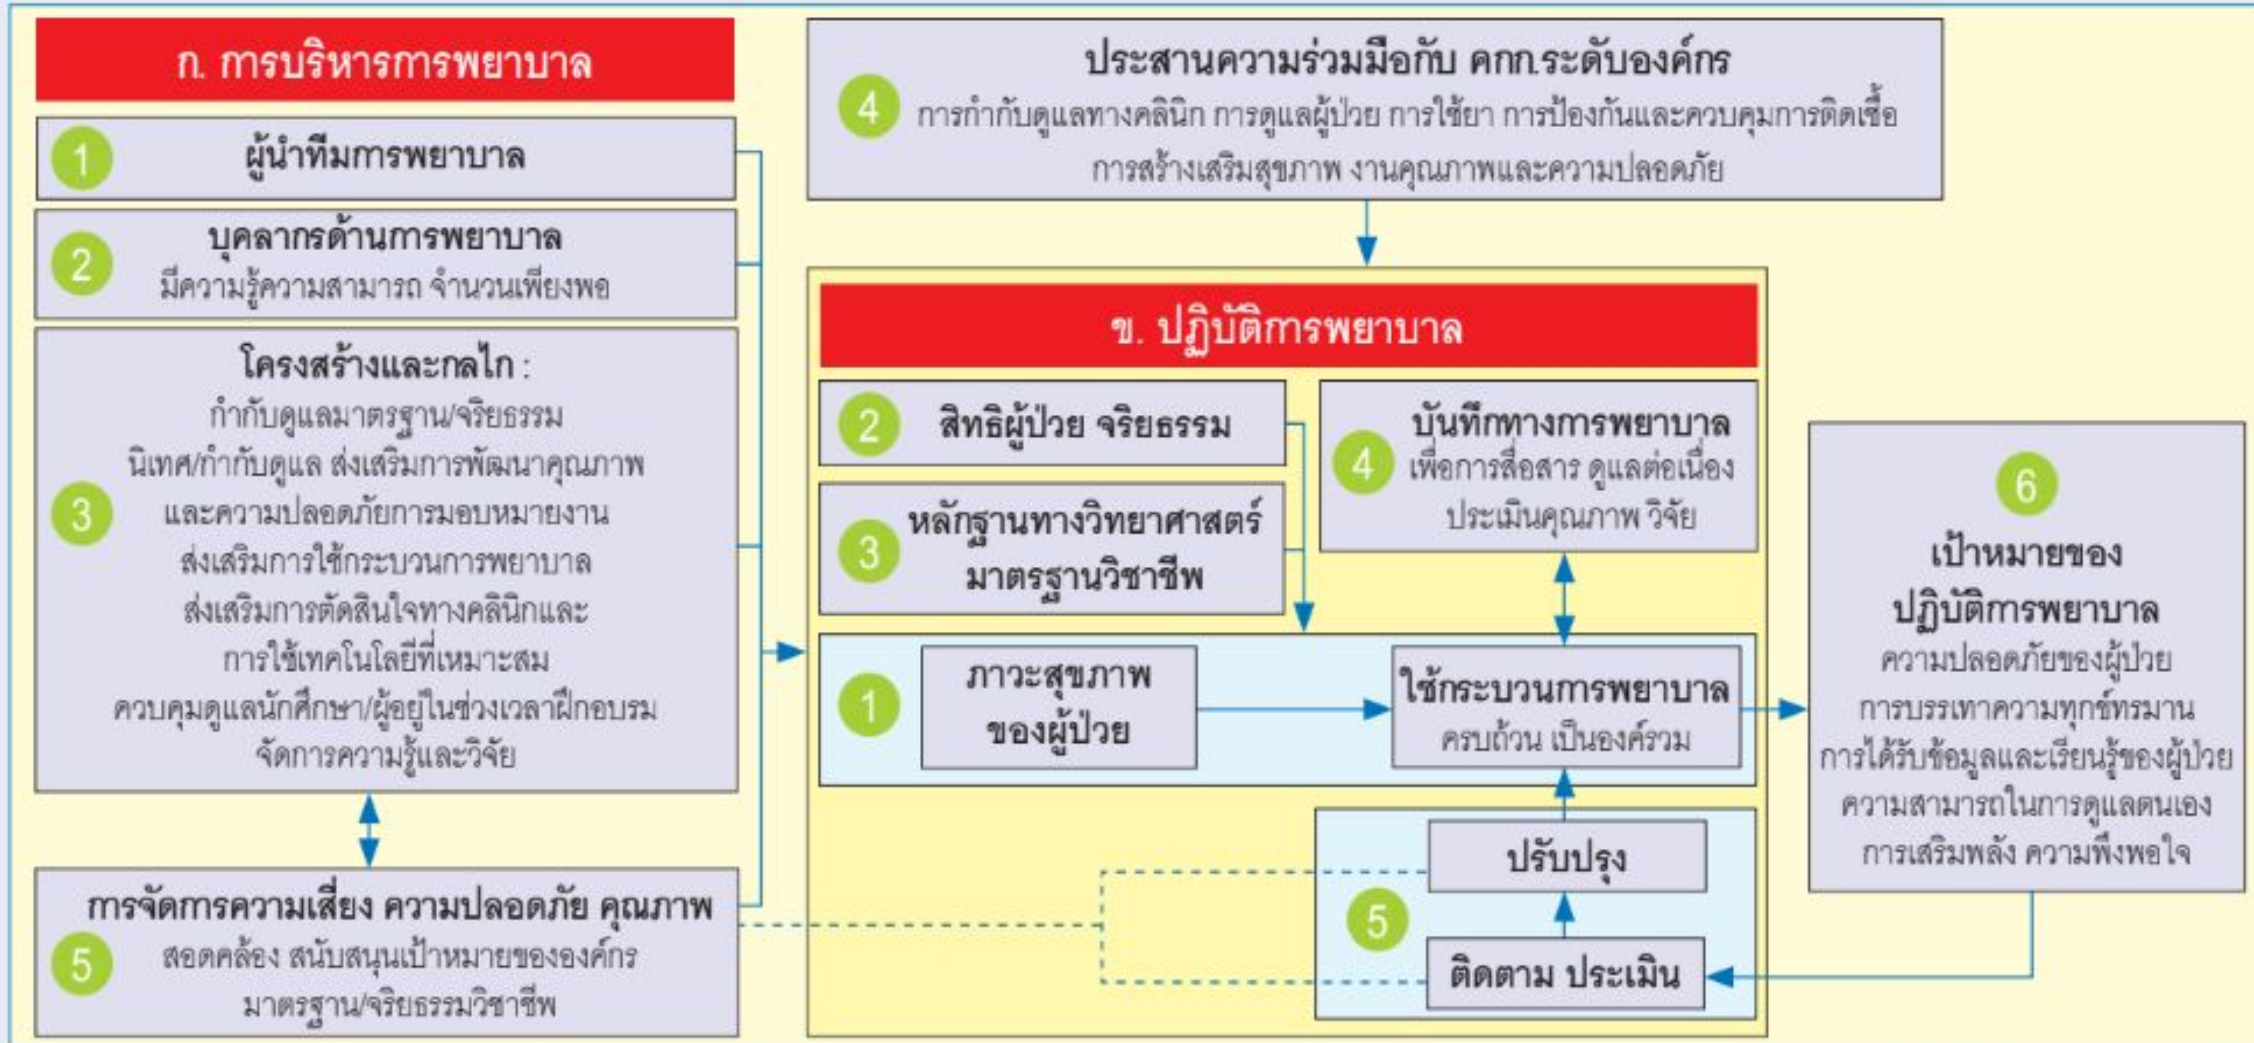 ก. การบริหารการพยาบาล
1
ผู้นำทีมการพยาบาล
2
บุคลากรด้านการพยาบาล
มีความรู้ความสามารถ จำนวนเพียงพอ
3
โครงสร้างและกลไก :
กำกับดูแลมาตรฐาน/จริยธรรม
นิเทศ/กำกับดูแล ส่งเสริมการพัฒนาคุณภาพ
และความปลอดภัยการมอบหมายงาน
ส่งเสริมการใช้กระบวนการพยาบาล
ส่งเสริมการตัดสินใจทางคลินิกและ
การใช้เทคโนโลยีที่เหมาะสม
ควบคุมดูแลนักศึกษา/ผู้อยู่ในช่วงเวลาฝึกอบรม
จัดการความรู้และวิจัย
5
การจัดการความเสี่ยง ความปลอดภัย คุณภาพ
สอดคล้อง สนับสนุนเป้าหมายขององค์กร
มาตรฐาน/จริยธรรมวิชาชีพ
4
ประสานความร่วมมือกับ คกก.ระดับองค์กร
การกำกับดูแลทางคลินิก การดูแลผู้ป่วย การใช้ยา การป้องกันและควบคุมการติดเชื้อ
การสร้างเสริมสุขภาพ งานคุณภาพและความปลอดภัย
ข. ปฏิบัติการพยาบาล
2
สิทธิผู้ป่วย จริยธรรม
3
หลักฐานทางวิทยาศาสตร์
มาตรฐานวิชาชีพ
4
บันทึกทางการพยาบาล
เพื่อการสื่อสาร ดูแลต่อเนื่อง
ประเมินคุณภาพ วิจัย
1
ภาวะสุขภาพ
ของผู้ป่วย
ใช้กระบวนการพยาบาล
ครบถ้วน เป็นองค์รวม
5
ปรับปรุง
ติดตาม ประเมิน
6
เป้าหมายของ
ปฏิบัติการพยาบาล
ความปลอดภัยของผู้ป่วย
การบรรเทาความทุกข์ทรมาน
การได้รับข้อมูลและเรียนรู้ของผู้ป่วย
ความสามารถในการดูแลตนเอง
การเสริมพลัง ความพึงพอใจ